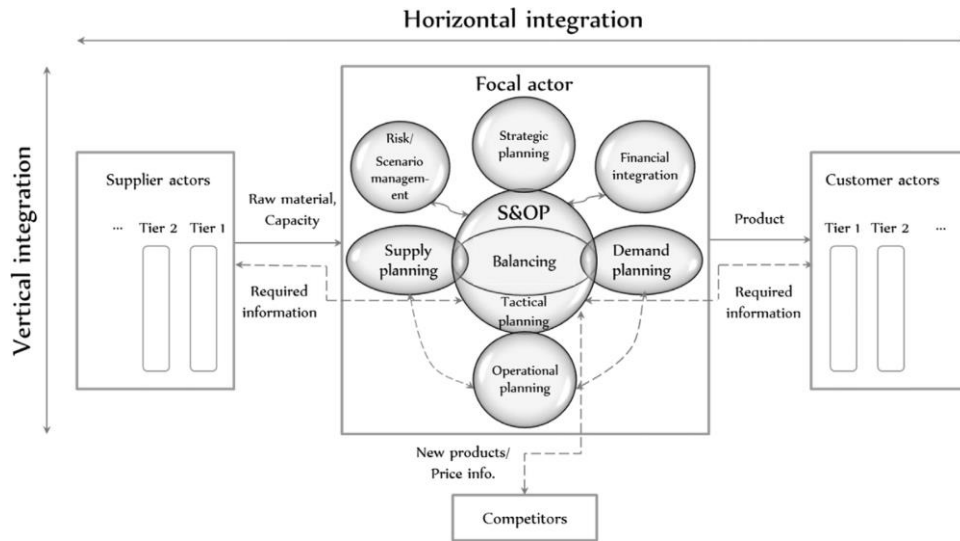 Horizontal integration
Vertical integration
Focal actor
Supplier actors
...
Tier 2
Tier 1
Raw material,
Capacity
Required
information
Risk/
Scenario
manage-
ment
Strategic
planning
Financial
integration
S&OP
Supply
planning
Balancing
Demand
planning
Tactical
planning
Operational
planning
Product
Required
information
Customer actors
Tier 1
Tier 2
...
New products/
Price info.
Competitors